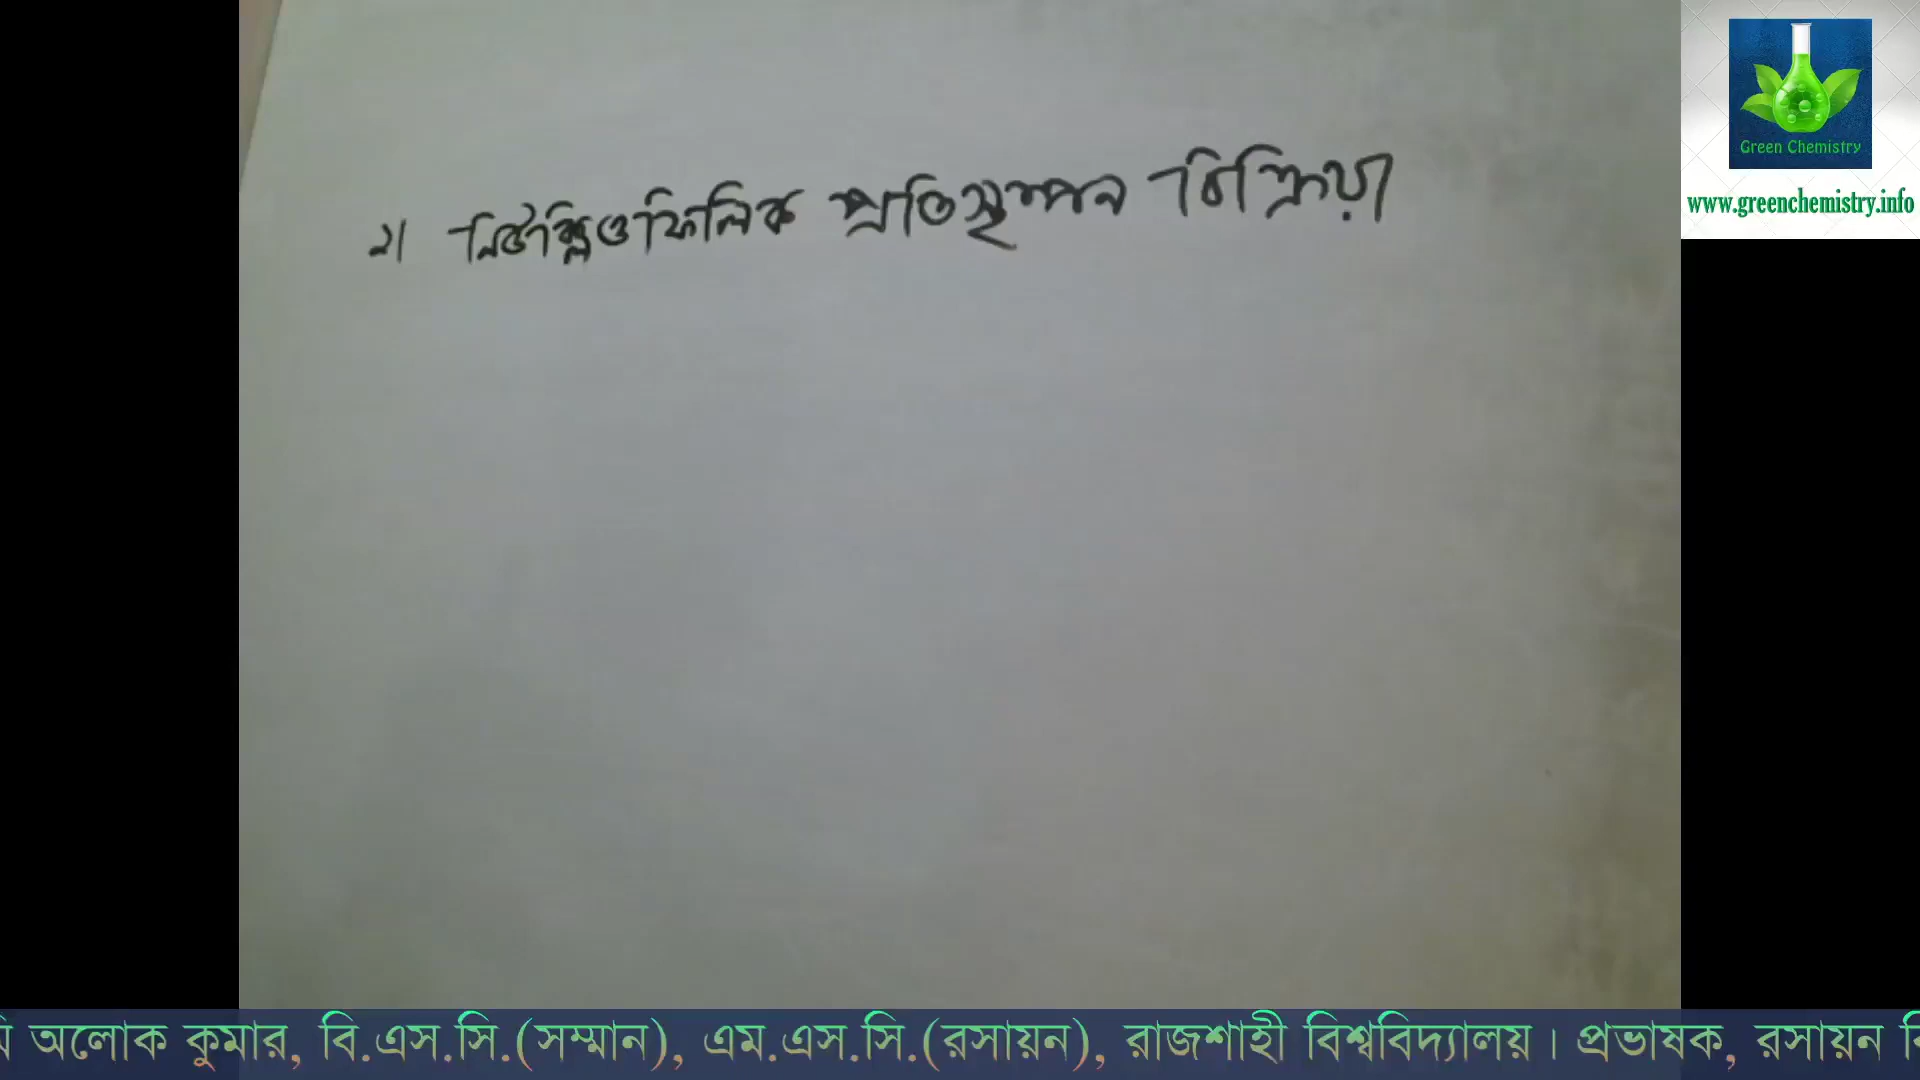 ২। নিউক্লিওফিলিক প্রতিস্থাপন বিক্রিয়া
Green Chemistry
www.greenchemistry.info
অলোক কুমার, বি.এস.সি.(সম্মান), এম.এস.সি.(রসায়ন), রাজশাহী বিশ্ববিদ্যালয়। প্রভাষক, রসায়ন